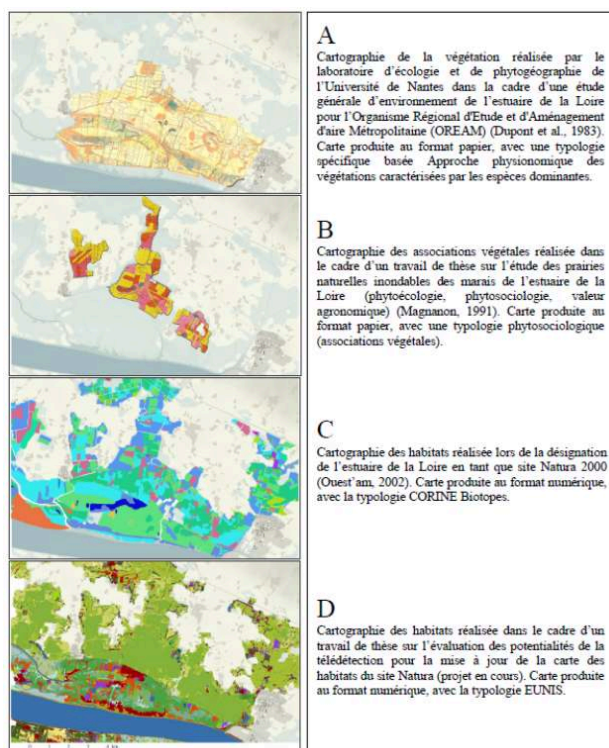 A
Cartographie de la végétation réalisée par le
laboratoire d'écologie et de phytogéographie de
l'Université de Nantes dans la cadre d'une étude
générale d'environnement de l'estuaire de la Loire
pour l'Organisme Régional d'Etude et d'Aménagement
d'aire Métropolitaine (OREAM) (Dupont et al., 1983).
Carte produite au format papier, avec une typologie
spécifique basée Approche physionomique des
végétations caractérisées par les espèces dominantes.
B
Cartographie des associations végétales réalisée dans
le cadre d'un travail de thèse sur l'étude des prairies
naturelles inondables des marais de l'estuaire de la
Loire (phytoécologie, phytosociologie, valeur
agronomique) (Magnanon, 1991). Carte produite au
format papier, avec une typologie phytosociologique
(associations végétales).
C
Cartographie des habitats réalisée lors de la désignation
de l'estuaire de la Loire en tant que site Natura 2000
(Ouest'am, 2002). Carte produite au format numérique,
avec la typologie CORINE Biotopes.
D
Cartographie des habitats réalisée dans le cadre d'un
travail de thèse sur l'évaluation des potentialités de la
télédétection pour la mise à jour de la carte des
habitats du site Natura (projet en cours). Carte produite
au format numérique, avec la typologie EUNIS.